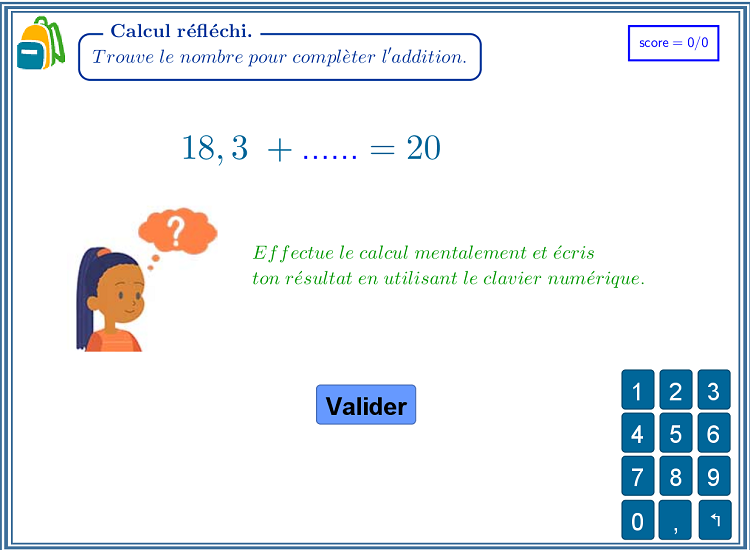 Calcul réfléchi.
Trouve le nombre pour complèter l'addition.
score = 0/0
18, 3 + ...... = 20
?
Effectue le calcul mentalement et écris
ton résultat en utilisant le clavier numérique.
Valider
1 2 3
4 5 6
7 8 9
0 , ↰